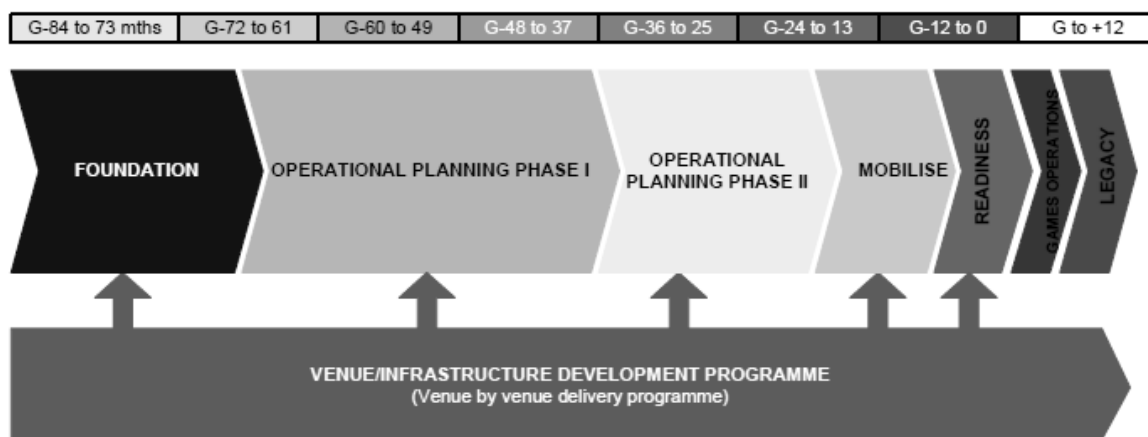 G-84 to 73 mths G-72 to 61 G-60 to 49 G-48 to 37 G-36 to 25 G-24 to 13 G-12 to 0 G to +12
FOUNDATION
OPERATIONAL PLANNING PHASE I
OPERATIONAL
PLANNING PHASE II
MOBILISE
READINESS
GAMES OPERATIONS
LEGACY
VENUE/INFRASTRUCTURE DEVELOPMENT PROGRAMME
(Venue by venue delivery programme)